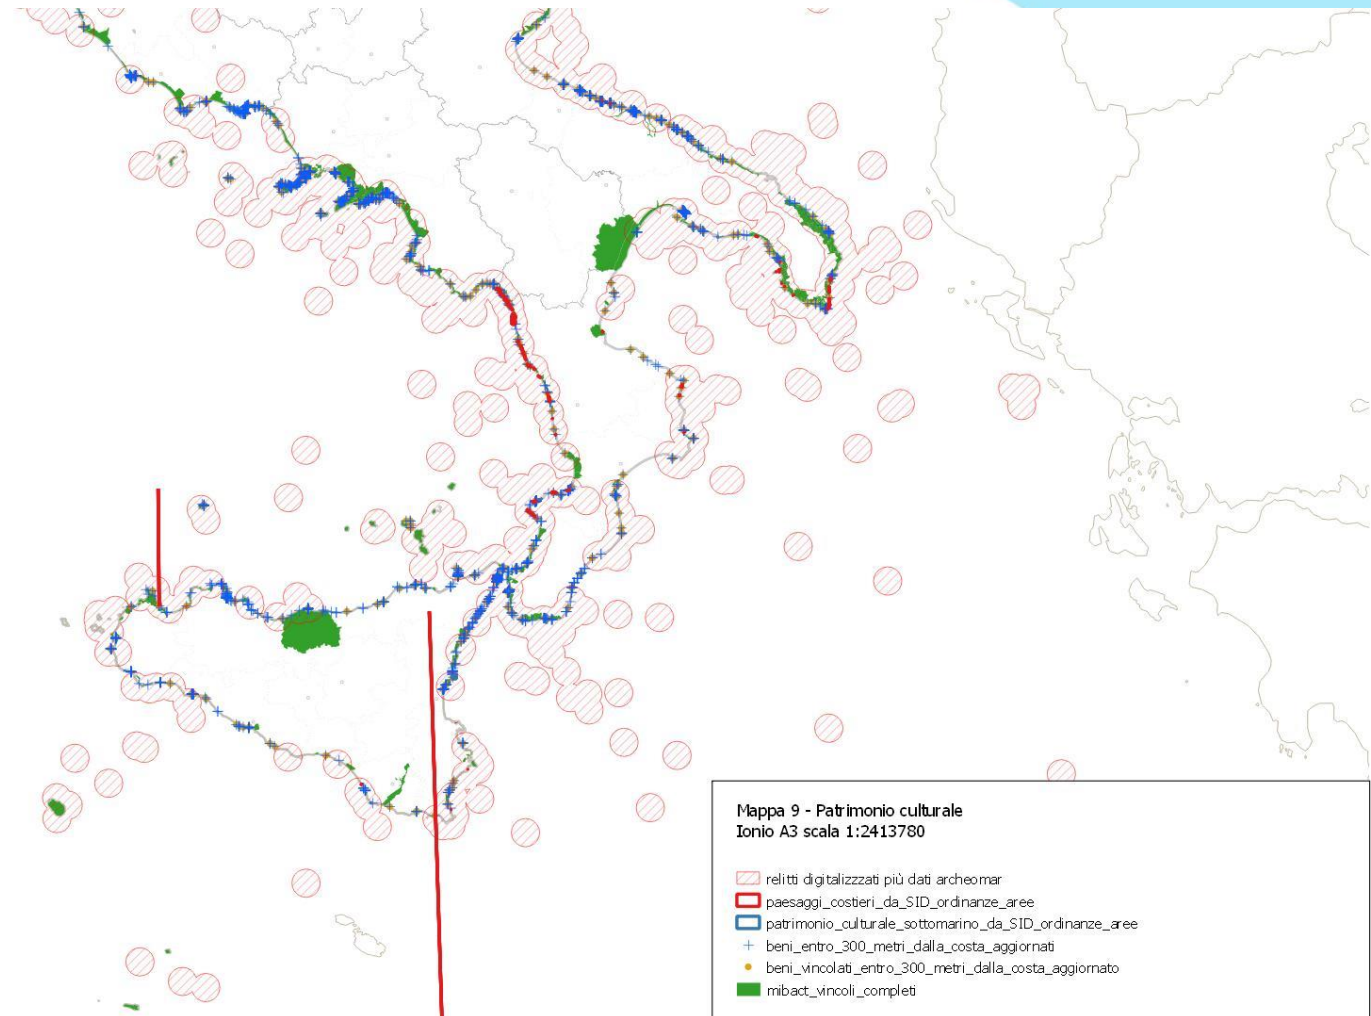 Mappa 9 - Patrimonio culturale
Ionio A3 scala 1:2413780
relitti digitalizzzati più dati archeomar
paesaggi_costieri_da_SID_ordinanze_aree
patrimonio_culturale_sottomarino_da_SID_ordinanze_aree
beni_entro_300_metri_dalla_costa_aggiornati
beni_vincolati_entro_300_metri_dalla_costa_aggiornato
mibact_vincoli_completi